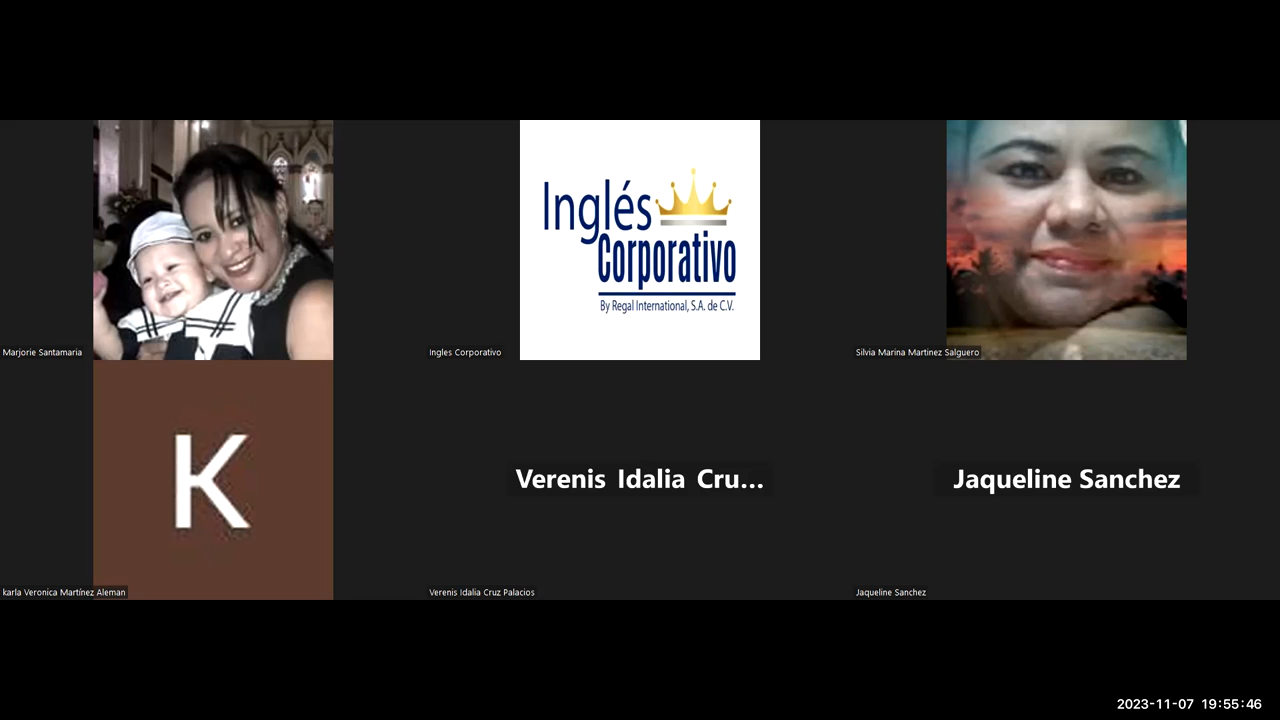 Inglés
Corporativo
By Regal International, S.A. de C.V.
Marjorie Santamaria
Ingles Corporativo
Silvia Marina Martinez Salguero
K
Verenis Idalia Cru...
Jaqueline Sanchez
karla Veronica Martínez Aleman
Verenis Idalia Cruz Palacios
Jaqueline Sanchez
2023-11-07 19:55:46